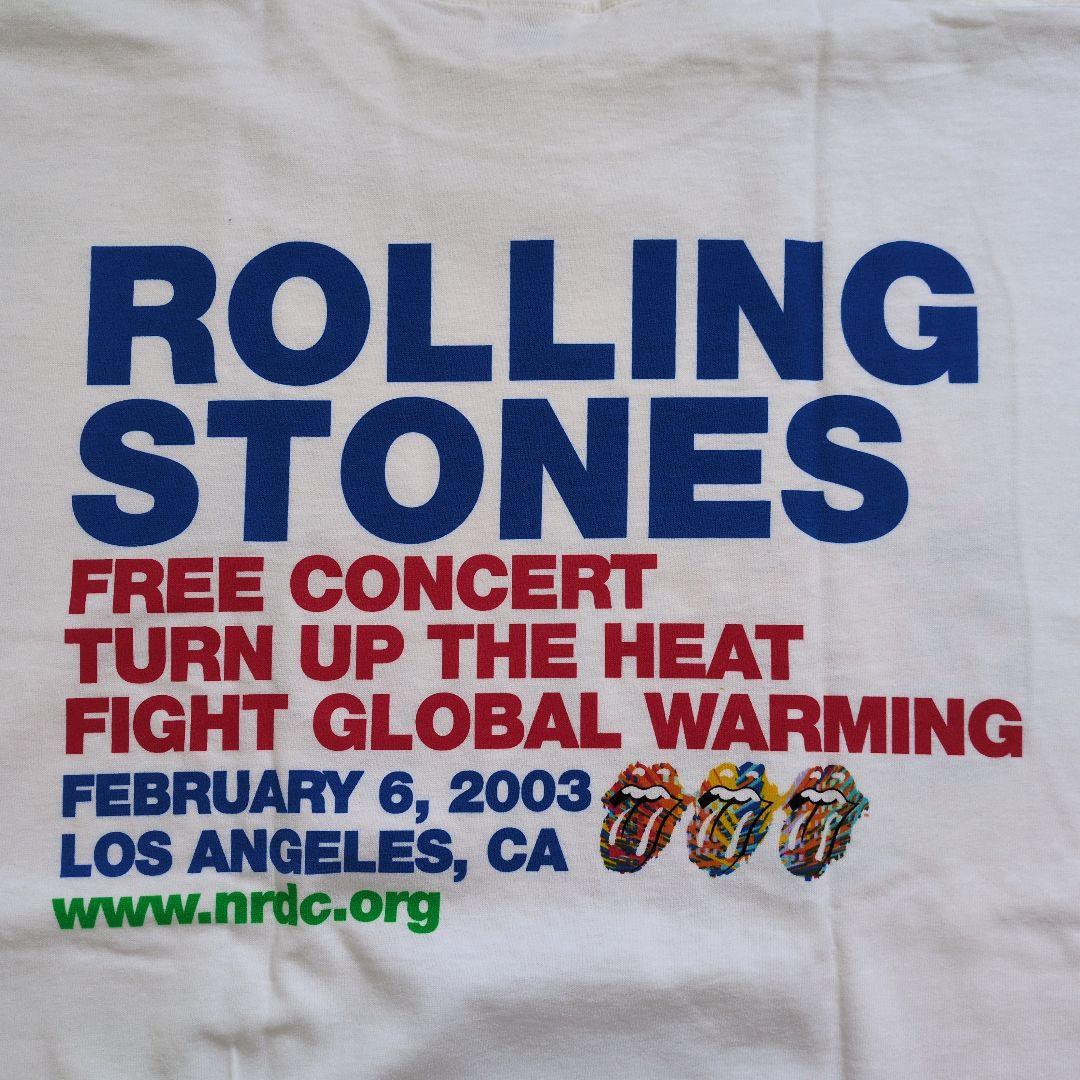 ROLLING
STONES
FREE CONCERT
TURN UP THE HEAT
FIGHT GLOBAL WARMING
FEBRUARY 6, 2003
LOS ANGELES, CA
www.nrdc.org